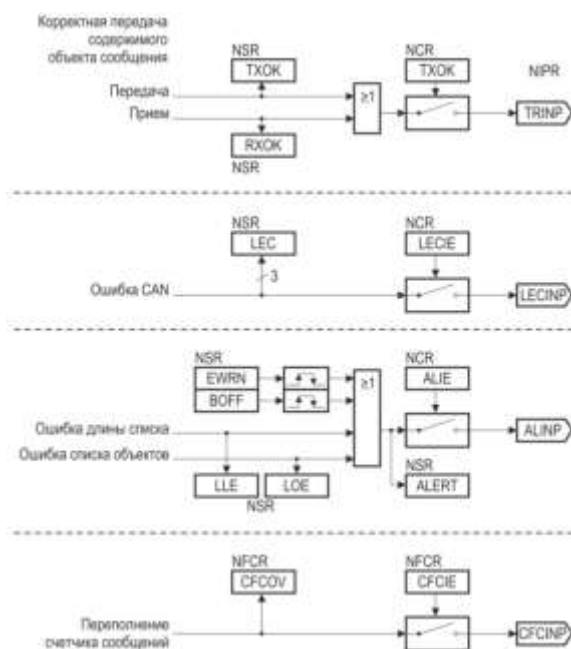 Корректная передача
содержимого
объекта сообщения
NSR
NCR
NIPR
TXOK
TXOK
Передача
≥1
Прием
TRINP
RXOK
NSR
NSR
NCR
LEC
LECIE
3
Ошибка CAN
LECINP
NSR
NCR
EWRN
≥1
ALIE
BOFF
Ошибка длины списка
ALINP
Ошибка списка объектов
NSR
LLE
LOE
ALERT
NSR
NFCR
NFCR
CFCOV
CFCIE
Переполнение
счетчика сообщений
CFCINP